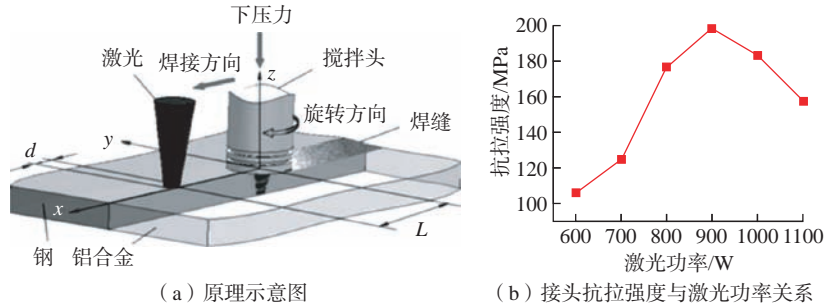 下压力
激光
焊接方向
z
搅拌头
y
旋转方向
焊缝
d
x
L
钢
铝合金
（a）原理示意图
抗拉强度/MPa
200
180
160
140
120
100
600 700 800 900 1000 1100
激光功率/W
（b）接头抗拉强度与激光功率关系